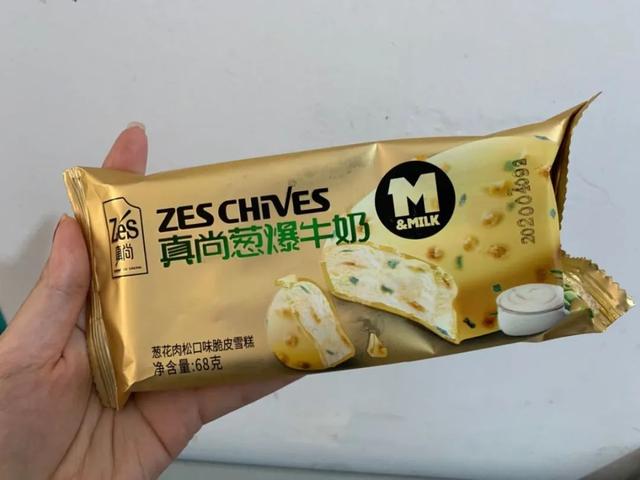 Zes
真尚
ZES CHIVES
真尚葱爆牛奶
M
&MILK
202004092
葱花肉松口味脆皮雪糕
净含量:68克